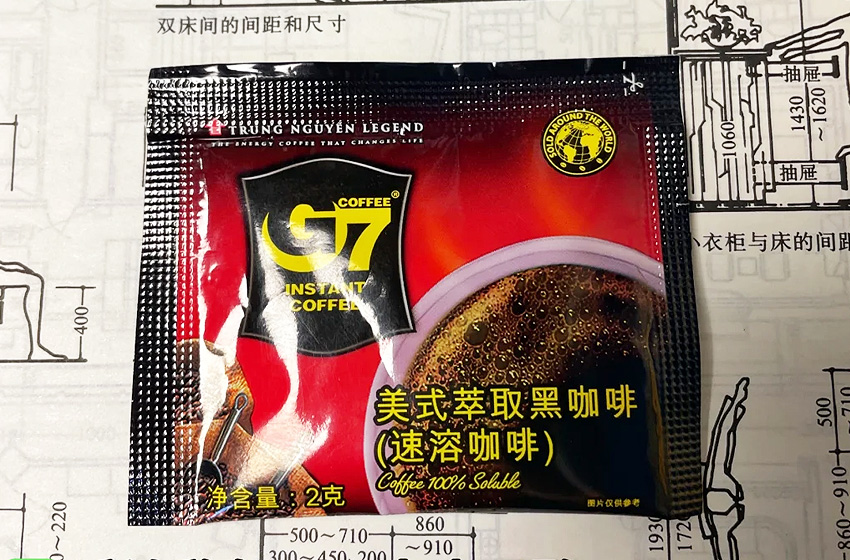 双床间的间距和尺寸
抽屉
1430
~1620
1060
抽屉
小衣柜与床的间距
400
TRUNG NGUYÊN LEGEND
THE ENERGY COFFEE THAT CHANGES LIFE
SOLD AROUND THE WORLD
COFFEE®
G7
INSTANT
COFFEE
美式萃取黑咖啡
(速溶咖啡)
Coffee 100% Soluble
净含量：2克
图片仅供参考
500
~710
860~910
1930
1720
~220
500~710
860
~910
300~450
200